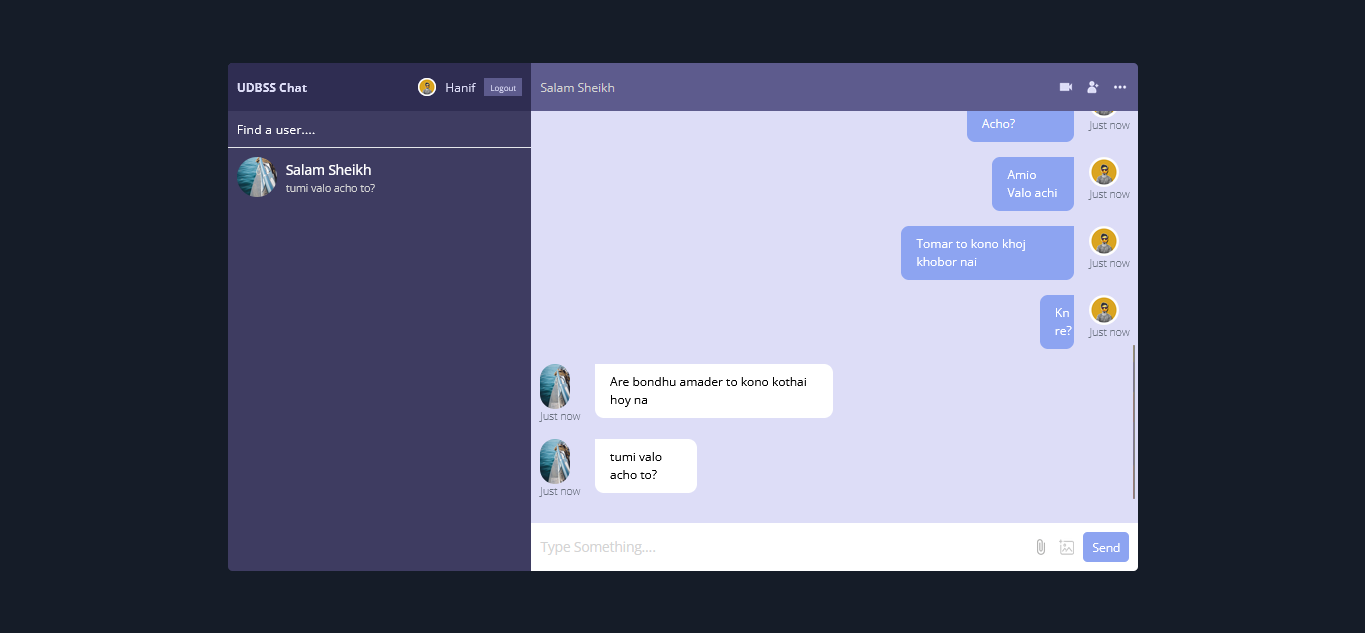 UDBSS Chat
Hanif
Logout
Find a user....
Salam Sheikh
tumi valo acho to?
Salam Sheikh
Acho?
Just now
Amio
Valo achi
Just now
Tomar to kono khoj
khobor nai
Just now
Kn
re?
Just now
Are bondhu amader to kono kothai
hoy na
Just now
tumi valo
acho to?
Just now
Type Something....
Send